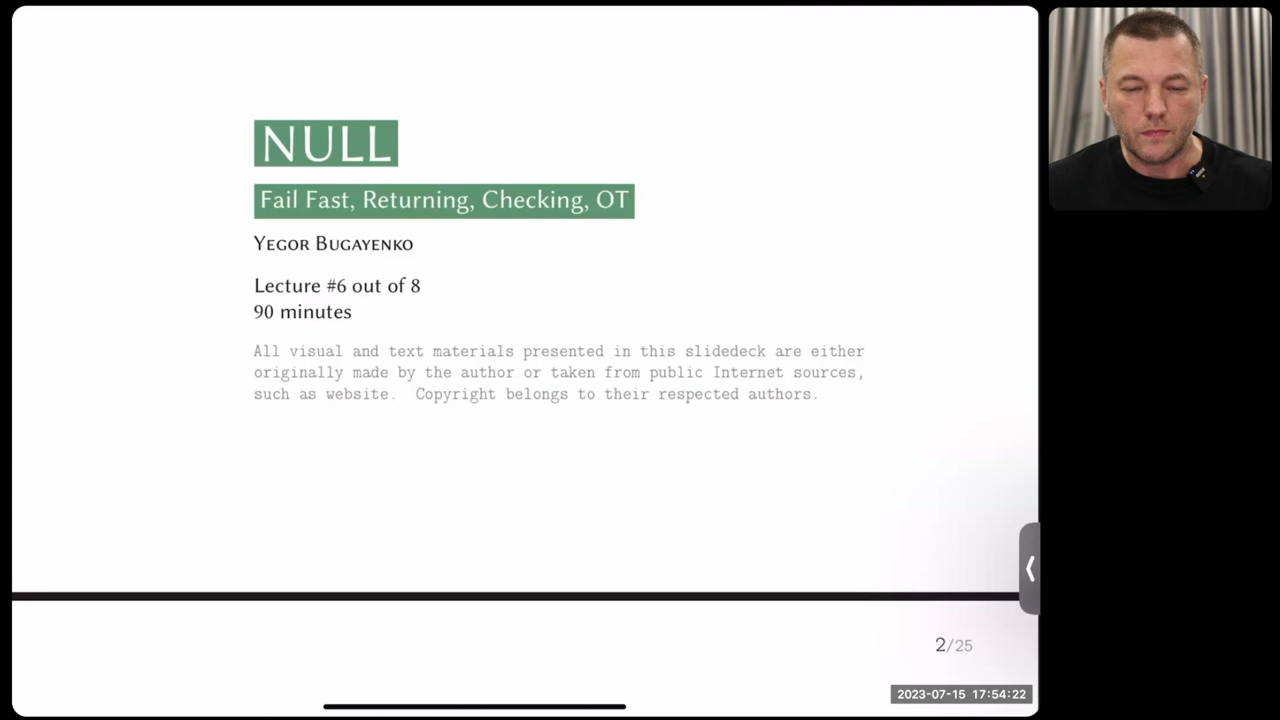 NULL
Fail Fast, Returning, Checking, OT
Yegor Bugayenko
Lecture #6 out of 8
90 minutes
All visual and text materials presented in this slidedeck are either
originally made by the author or taken from public Internet sources,
such as website. Copyright belongs to their respected authors.
2/25
2023-07-15 17:54:22